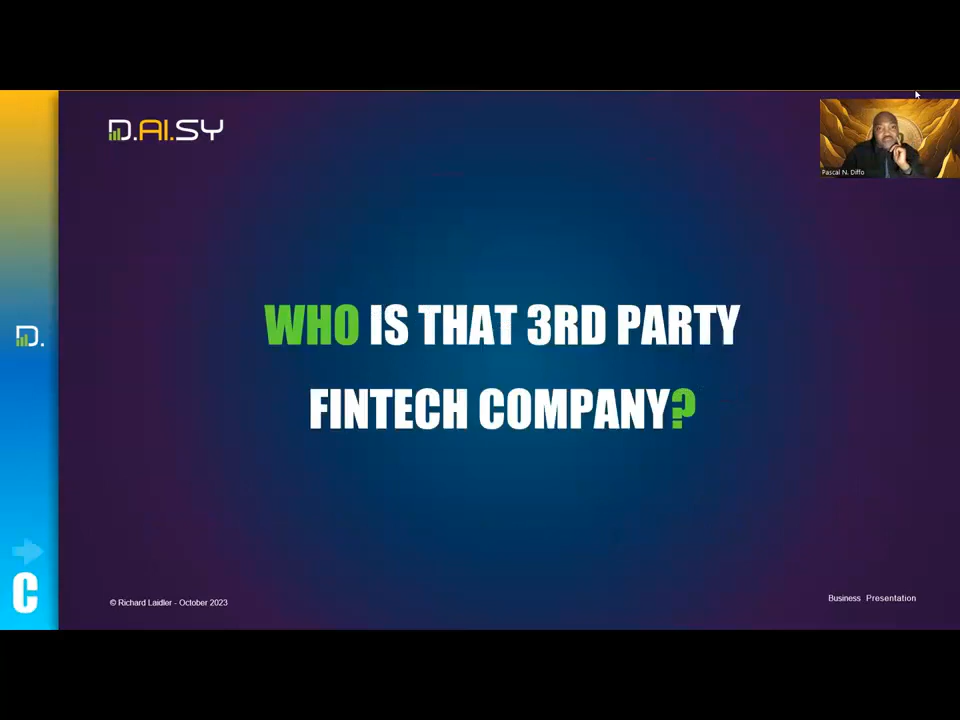 D.AI.SY
Pascal N. Diffo
WHO IS THAT 3RD PARTY
FINTECH COMPANY?
D.
C
© Richard Laidler - October 2023
Business Presentation